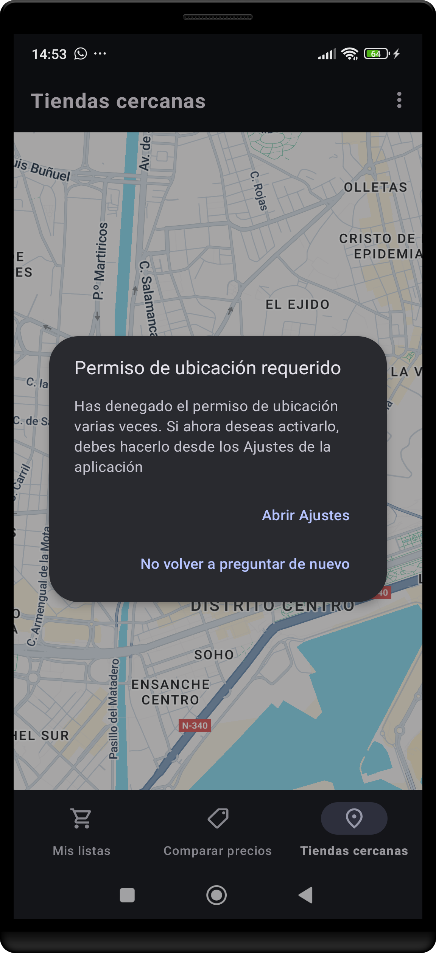 14:53
64
Tiendas cercanas
uis Buñuel
Av. de
C. Rojas
OLLETAS
P.º Martiricos
CRISTO DE
EPIDEMIA
E
ES
C. Salamanca
EL EJIDO
Permiso de ubicación requerido
LA V
C. la
Has denegado el permiso de ubicación
varias veces. Si ahora deseas activarlo,
debes hacerlo desde los Ajustes de la
aplicación
C. de S
C. Carril
Abrir Ajustes
C. Armengual de la Mota
No volver a preguntar de nuevo
40
L
DISTRITO CENTRO
O
A
SOHO
ENSANCHE
CENTRO
Pasillo del Matadero
N-340
HEL SUR
Mis listas
Comparar precios
Tiendas cercanas